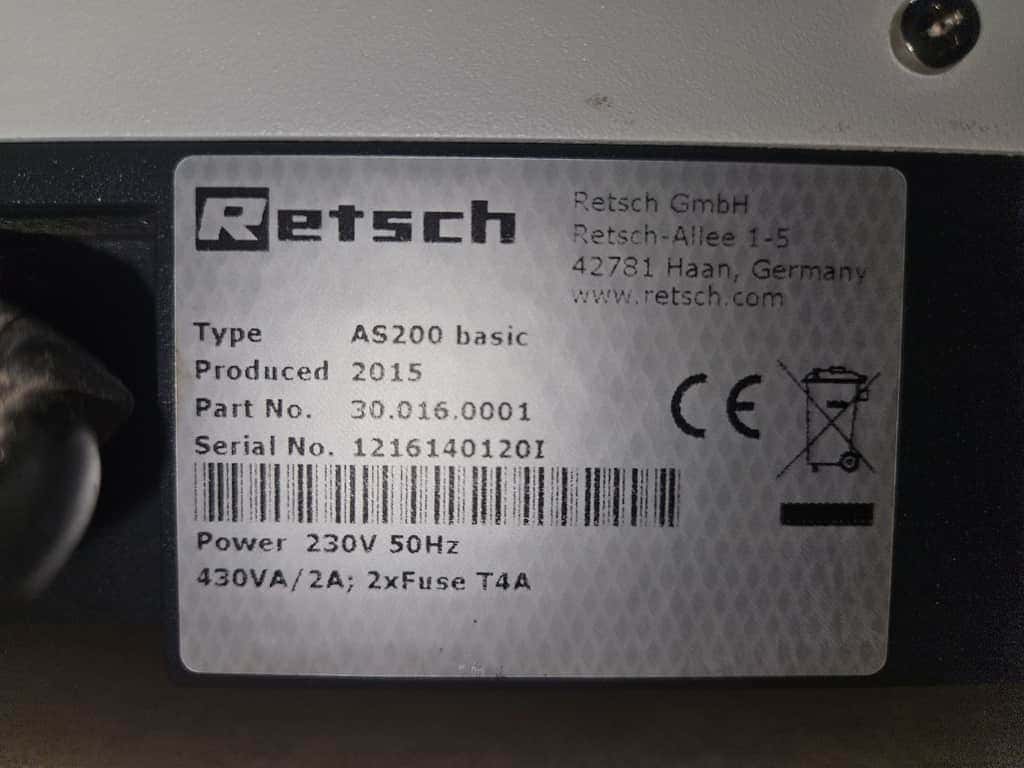 Retsch
Retsch GmbH
Retsch-Allee 1-5
42781 Haan, Germany
www.retsch.com
Type AS200 basic
Produced 2015
Part No. 30.016.0001
Serial No. 1216140120I
CE
Power 230V 50Hz
430VA/2A; 2xFuse T4A